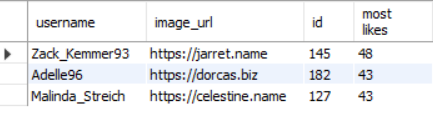 username image_url id most likes
Zack_Kemmer93 https://jarret.name 145 48
Adelle96 https://dorcas.biz 182 43
Malinda_Streich https://celestine.name 127 43